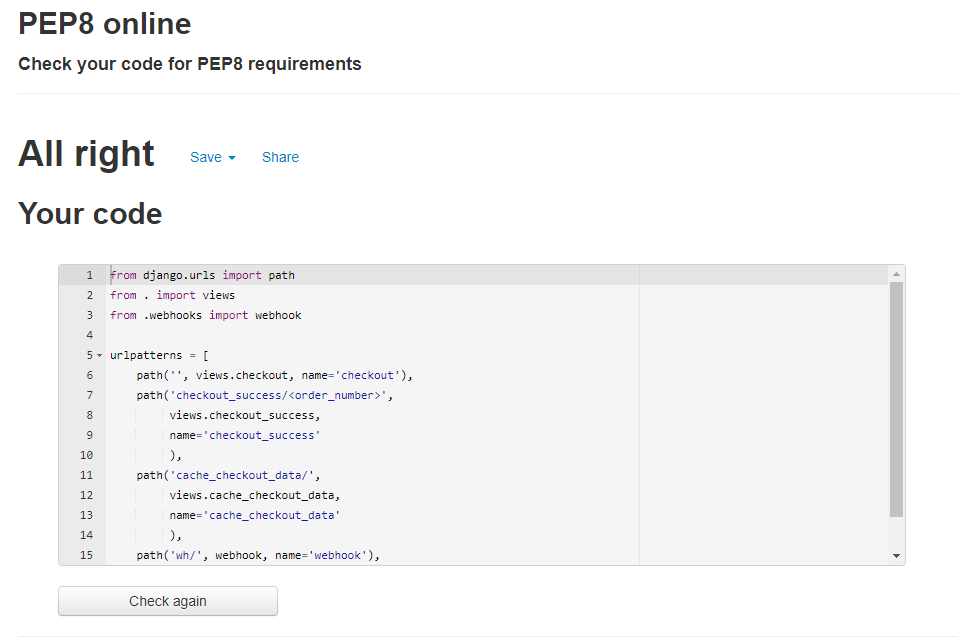 PEP8 online
Check your code for PEP8 requirements
All right Save Share
Your code
1 from django.urls import path
2 from . import views
3 from .webhooks import webhook
4
5 urlpatterns = [
6     path('', views.checkout, name='checkout'),
7     path('checkout_success/<order_number>',
8          views.checkout_success,
9          name='checkout_success'
10          ),
11     path('cache_checkout_data/',
12          views.cache_checkout_data,
13          name='cache_checkout_data'
14          ),
15     path('wh/', webhook, name='webhook'),
Check again